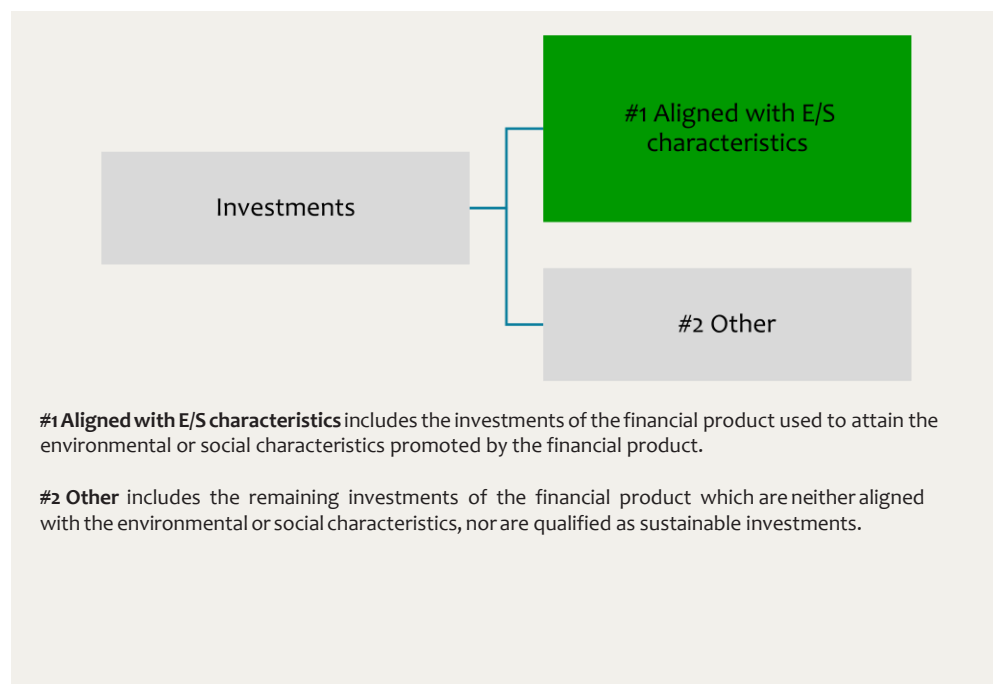 #1 Aligned with E/S
characteristics
Investments
#2 Other
#1 Aligned with E/S characteristics includes the investments of the financial product used to attain the
environmental or social characteristics promoted by the financial product.
#2 Other includes the remaining investments of the financial product which are neither aligned
with the environmental or social characteristics, nor are qualified as sustainable investments.